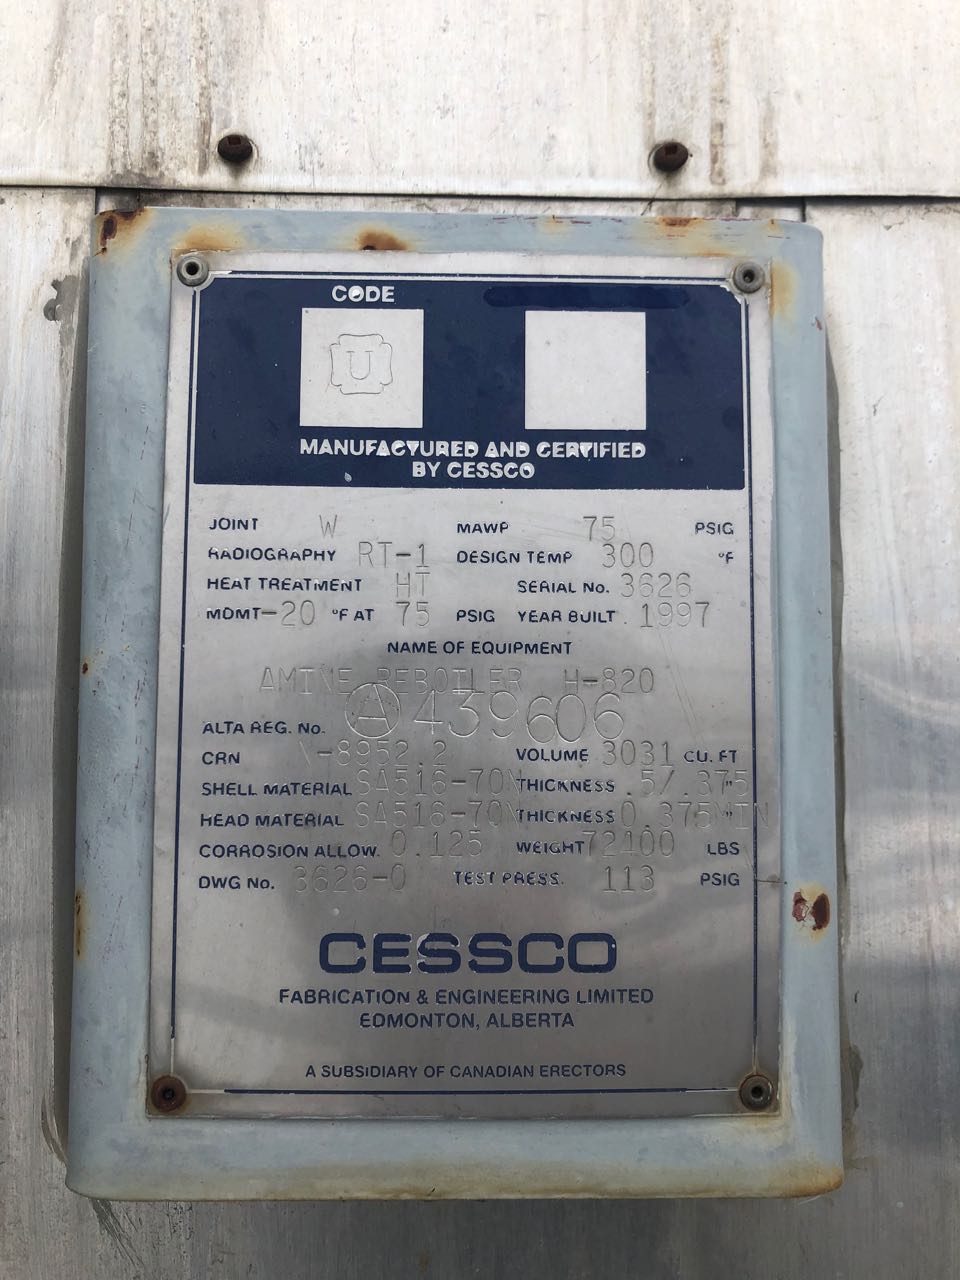 CODE
U
MANUFACTURED AND CERTIFIED
BY CESSCO
JOINT W MAWP 75 PSIG
RADIOGRAPHY RT-1 DESIGN TEMP 300 °F
HEAT TREATMENT HT SERIAL No. 3626
MDMT -20 °F AT 75 PSIG YEAR BUILT. 1997
NAME OF EQUIPMENT
AMINE REBOILER H-820
ALTA REG. No. A 439606
CRN -8952.2 VOLUME 3031 CU. FT
SHELL MATERIAL SA516-70N THICKNESS .5/.375"
HEAD MATERIAL SA516-70N THICKNESS 0.375"MIN
CORROSION ALLOW. 0.125 WEIGHT 72400 LBS
DWG No. 3626-0 TEST PRESS. 113 PSIG
CESSCO
FABRICATION & ENGINEERING LIMITED
EDMONTON, ALBERTA
A SUBSIDIARY OF CANADIAN ERECTORS